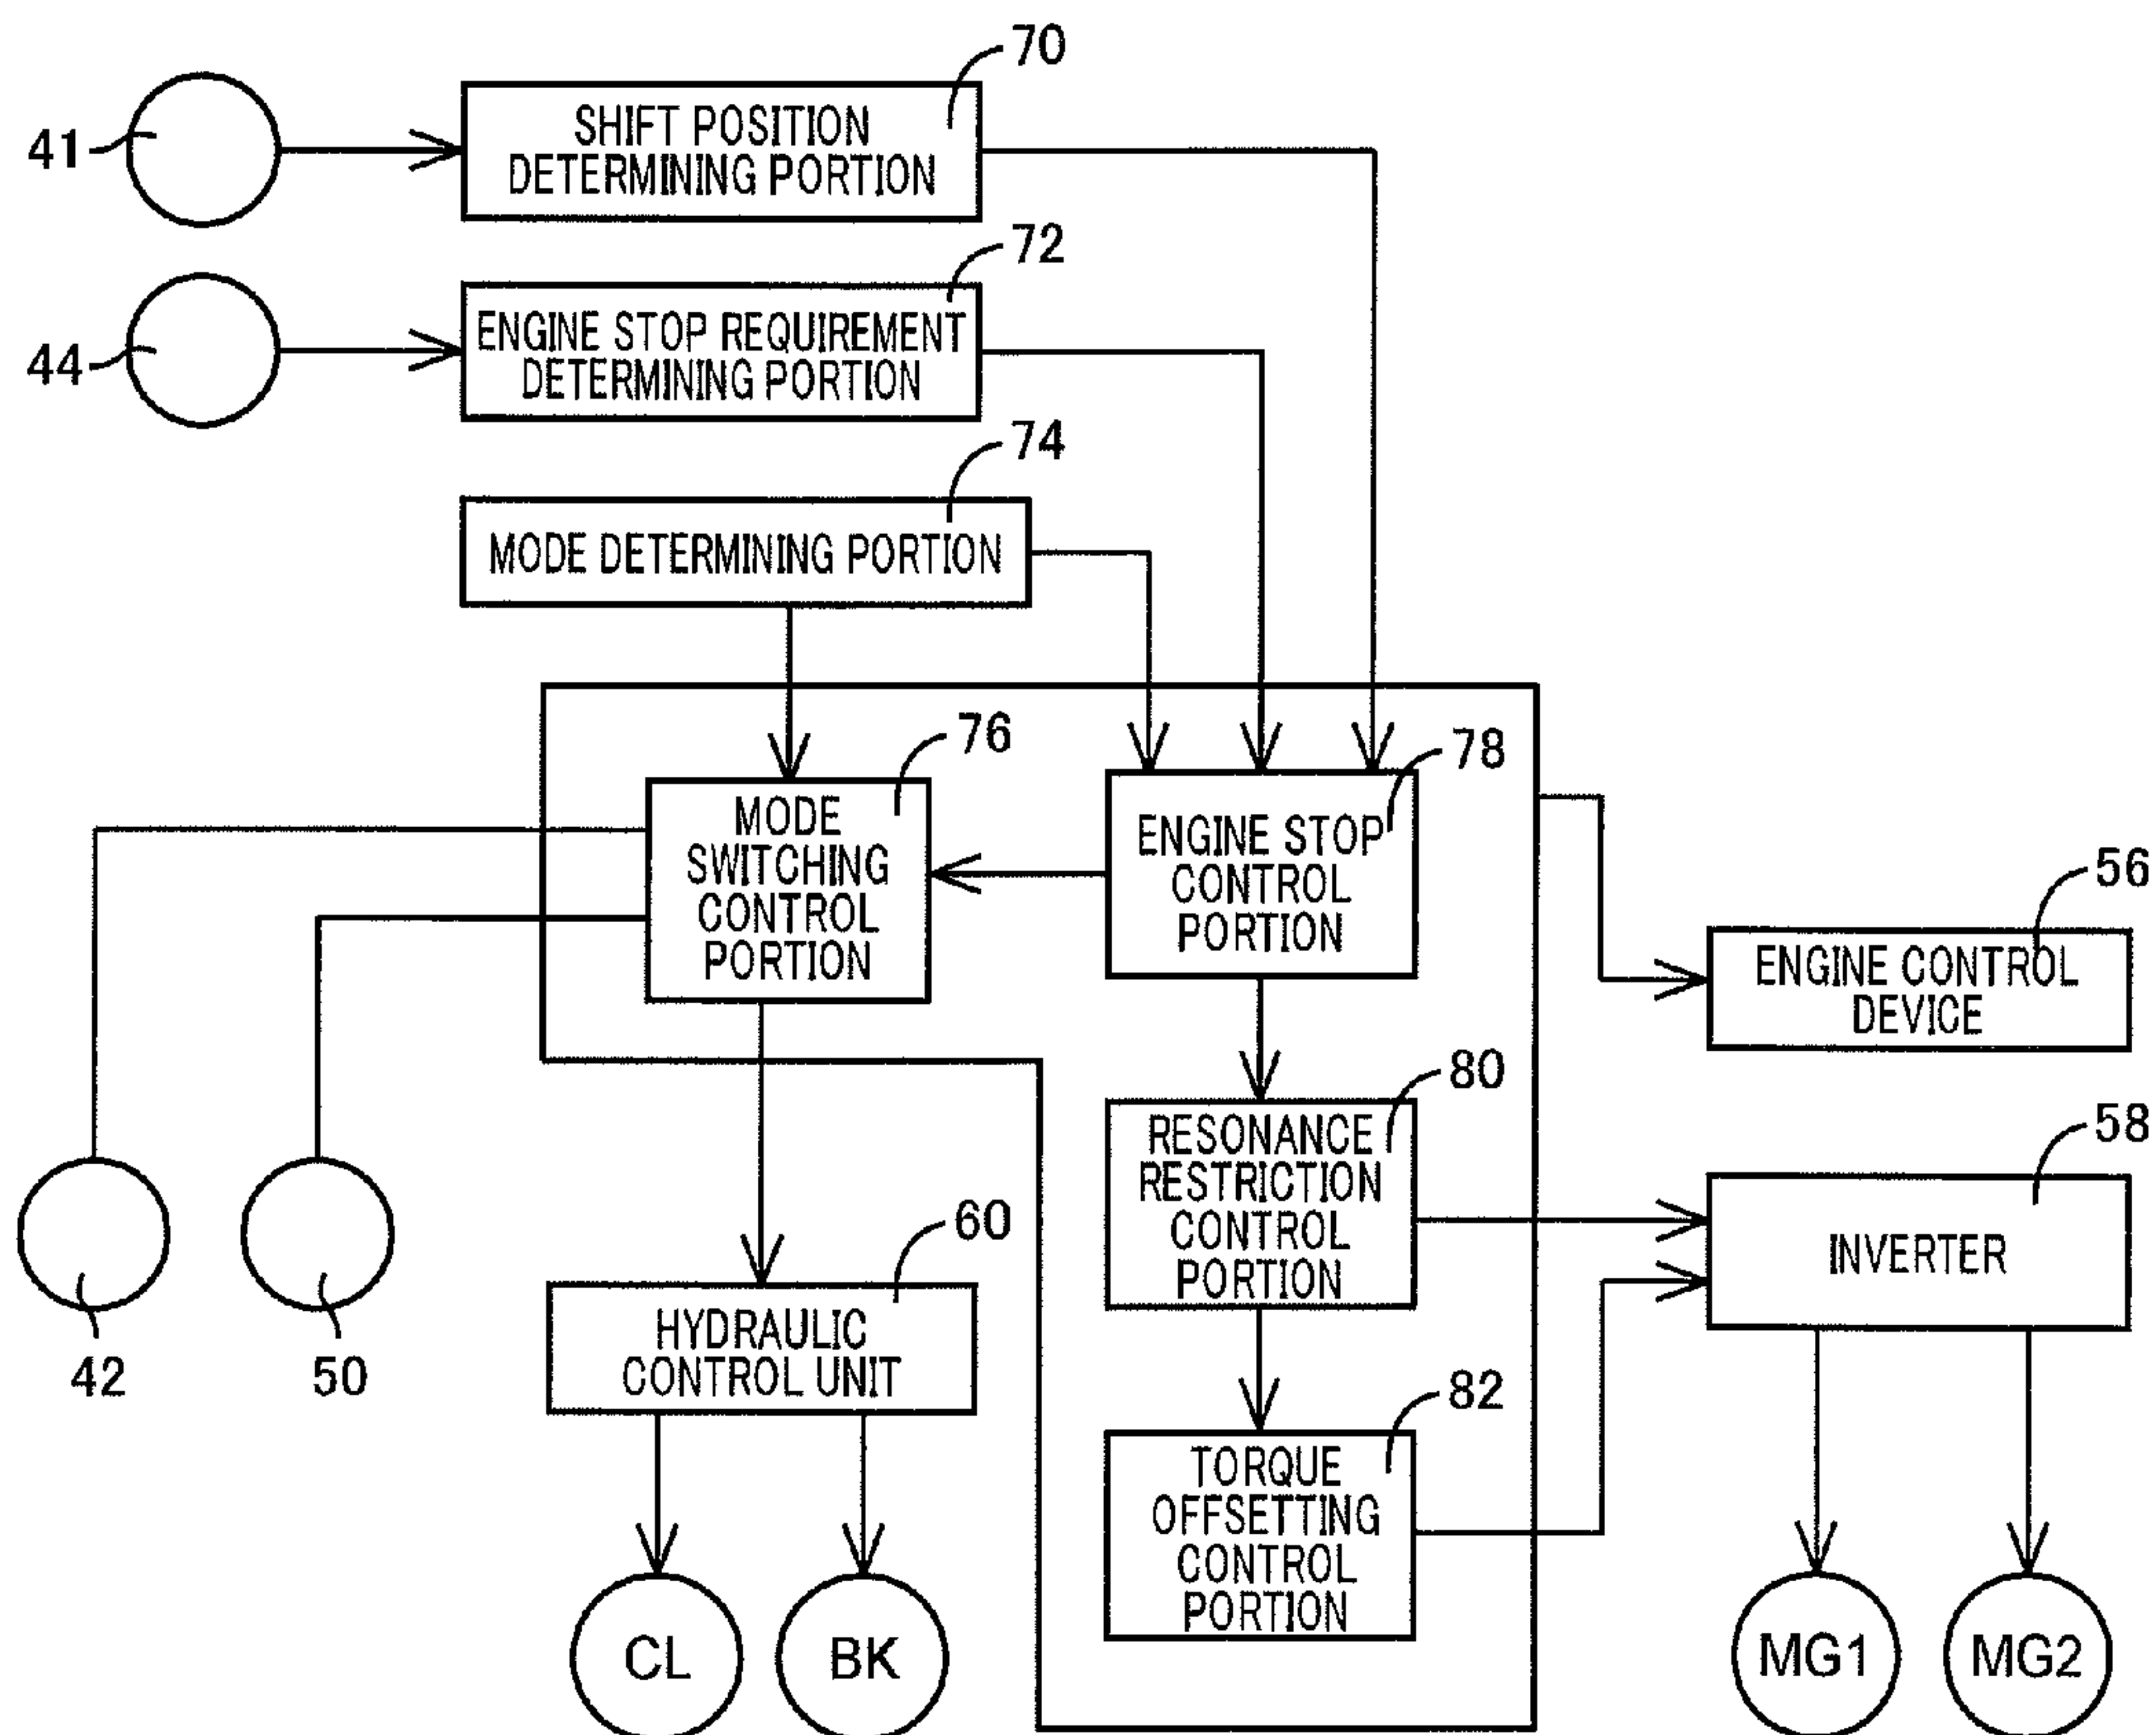 70
41
SHIFT POSITION
DETERMINING PORTION
72
44
ENGINE STOP REQUIREMENT
DETERMINING PORTION
74
MODE DETERMINING PORTION
76
MODE
SWITCHING
CONTROL
PORTION
78
ENGINE STOP
CONTROL
PORTION
56
ENGINE CONTROL
DEVICE
80
RESONANCE
RESTRICTION
CONTROL
PORTION
58
INVERTER
42
50
60
HYDRAULIC
CONTROL UNIT
82
TORQUE
OFFSETTING
CONTROL
PORTION
CL
BK
MG1
MG2